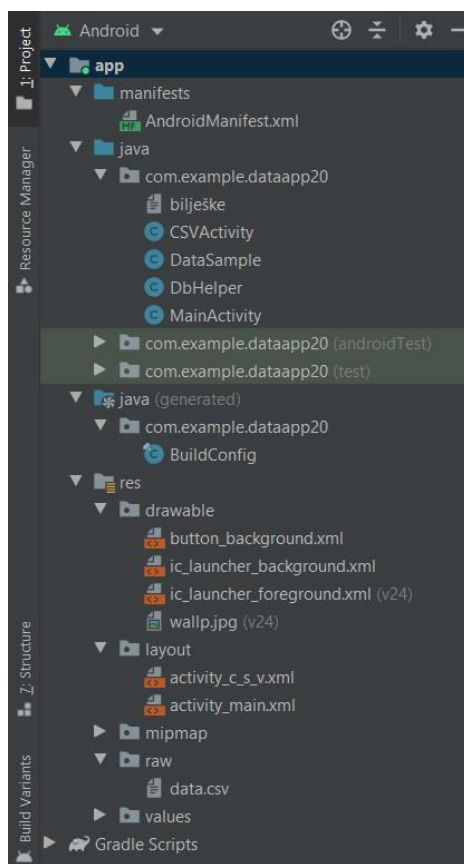 Android
app
manifests
AndroidManifest.xml
java
com.example.dataapp20
bilješke
CSVActivity
DataSample
DbHelper
MainActivity
com.example.dataapp20 (androidTest)
com.example.dataapp20 (test)
java (generated)
com.example.dataapp20
BuildConfig
res
drawable
button_background.xml
ic_launcher_background.xml
ic_launcher_foreground.xml (v24)
wallp.jpg (v24)
layout
activity_c_s_v.xml
activity_main.xml
mipmap
raw
data.csv
values
Gradle Scripts
1: Project
Resource Manager
7: Structure
Build Variants